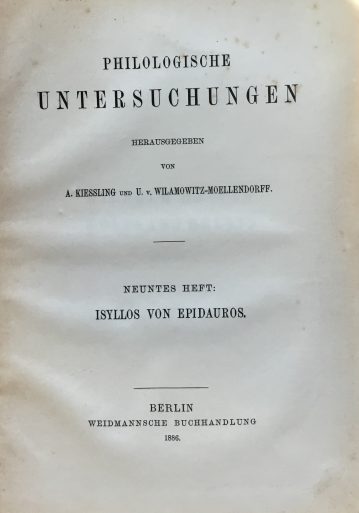 PHILOLOGISCHE
UNTERSUCHUNGEN
HERAUSGEGEBEN
VON
A. KIESSLING UND U. v. WILAMOWITZ-MOELLENDORFF.
NEUNTES HEFT:
ISYLLOS VON EPIDAUROS.
BERLIN
WEIDMANNSCHE BUCHHANDLUNG
1886.